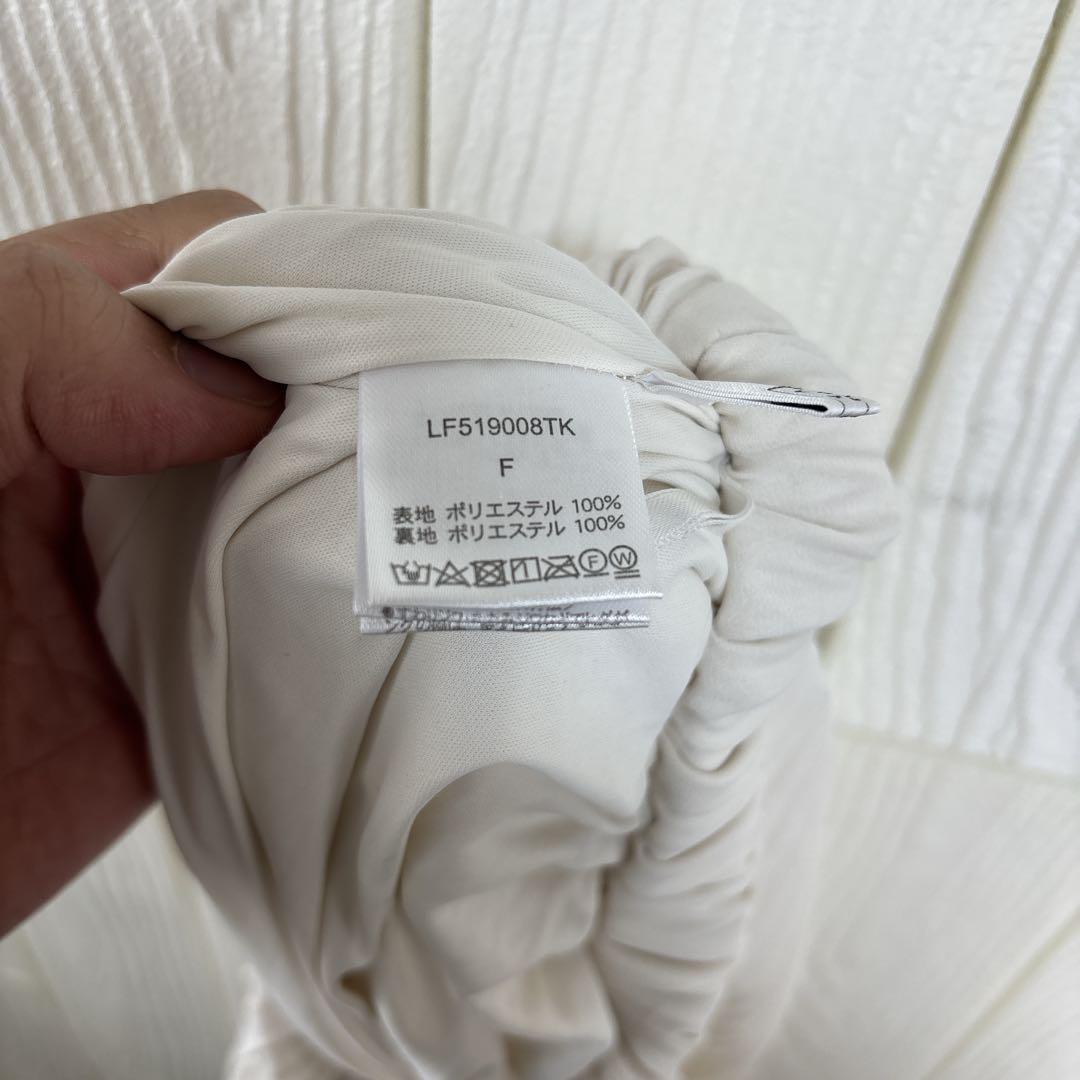 LF519008TK
F
表地 ポリエステル 100%
裏地 ポリエステル 100%
F W